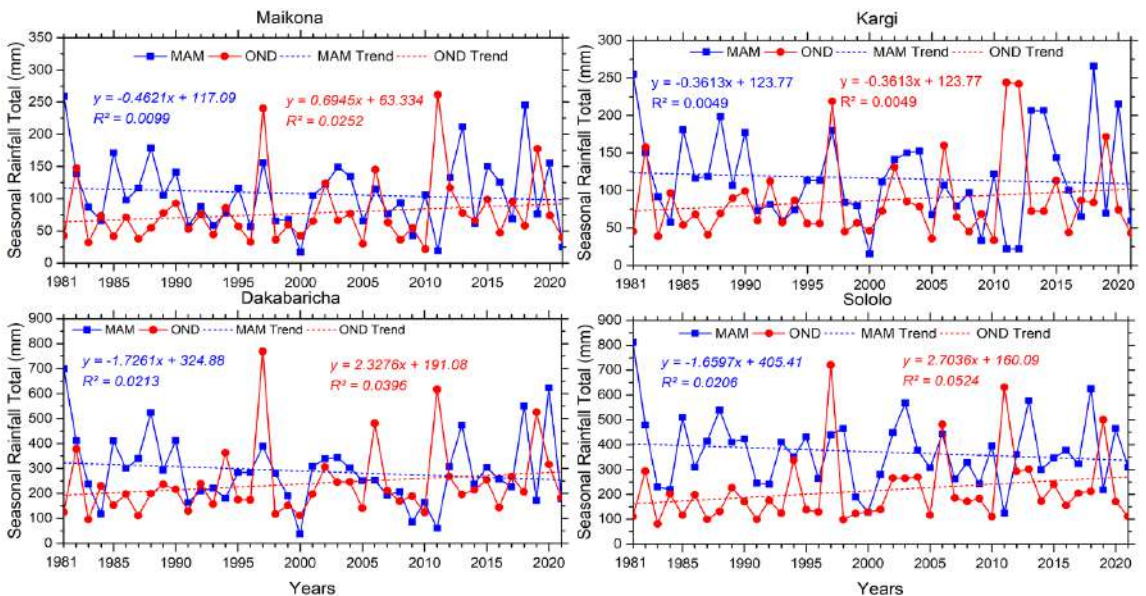 Maikona
Seasonal Rainfall Total (mm)
350
300
250
200
150
100
50
0
MAM OND MAM Trend OND Trend
y = -0.4621x + 117.09
R² = 0.0099
y = 0.6945x + 63.334
R² = 0.0252
1981 1985 1990 1995 2000 2005 2010 2015 2020
Kargi
Seasonal Rainfall Total (mm)
300
250
200
150
100
50
0
MAM OND MAM Trend OND Trend
y = -0.3613x + 123.77
R² = 0.0049
y = -0.3613x + 123.77
R² = 0.0049
1981 1985 1990 1995 2000 2005 2010 2015 2020
Dakabaricha
Seasonal Rainfall Total (mm)
900
800
700
600
500
400
300
200
100
0
MAM OND MAM Trend OND Trend
y = -1.7261x + 324.88
R² = 0.0213
y = 2.3276x + 191.08
R² = 0.0396
1981 1985 1990 1995 2000 2005 2010 2015 2020
Years
Sololo
Seasonal Rainfall Total (mm)
900
800
700
600
500
400
300
200
100
0
MAM OND MAM Trend OND Trend
y = -1.6597x + 405.41
R² = 0.0206
y = 2.7036x + 160.09
R² = 0.0524
1981 1985 1990 1995 2000 2005 2010 2015 2020
Years